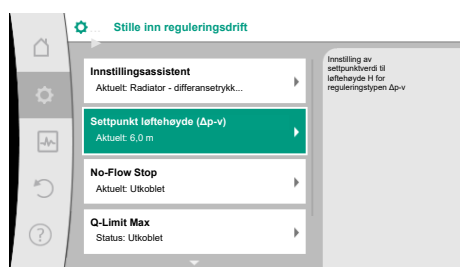 ... Stille inn reguleringsdrift
Innstillingsassistent
Aktuelt: Radiator - differansetrykk...
Settpunkt løftehøyde (Δp-v)
Aktuelt: 6,0 m
No-Flow Stop
Aktuelt: Utkoblet
Q-Limit Max
Status: Utkoblet
Innstilling av
settpunktverdi til
løftehøyde H for
reguleringstypen Δp-v
?